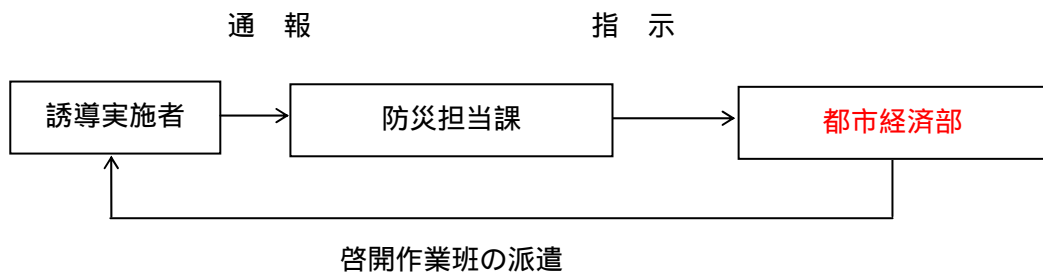 通　報
指　示
誘導実施者
防災担当課
都市経済部
啓開作業班の派遣